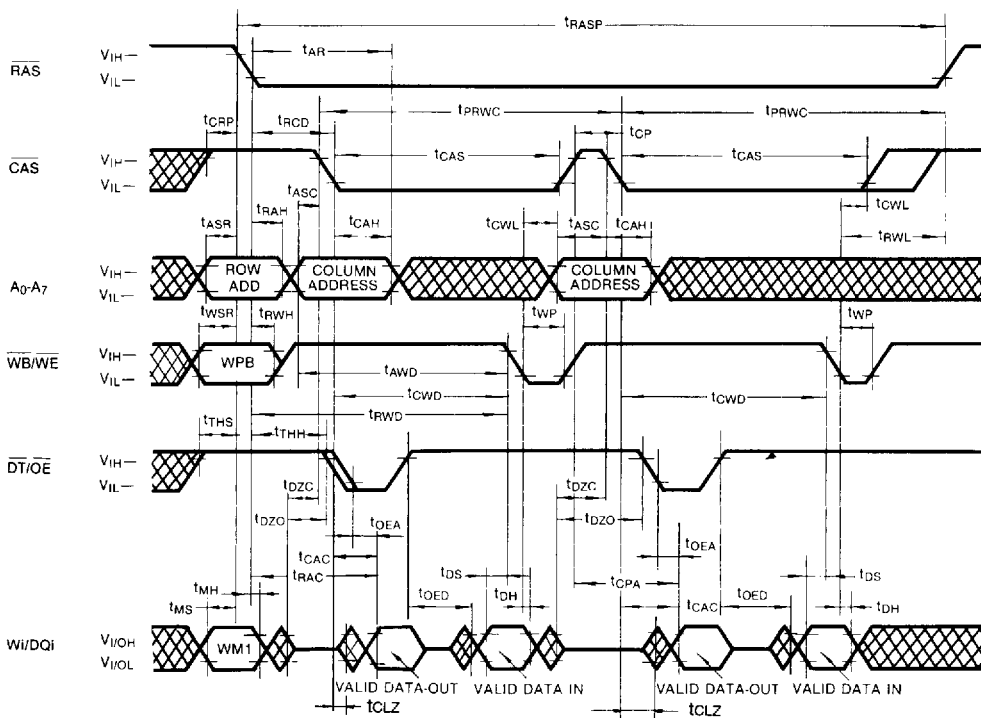 tRASP
tAR
RAS
VIH
VIL
tPRWC
tPRWC
tCRP
tRCD
tCP
CAS
VIH
VIL
tCAS
tCAS
tASC
tCWL
tASR
tRAH
tCAH
tCWL
tASC
tCAH
tRWL
A0-A7
VIH
VIL
ROW ADD
COLUMN ADDRESS
COLUMN ADDRESS
tWSR
tRWH
tWP
tWP
WB/WE
VIH
VIL
WPB
tAWD
tCWD
tCWD
tRWD
tTHS
tTHH
DT/OE
VIH
VIL
tDZC
tDZC
tDZO
tDZO
tOEA
tOEA
tCAC
tRAC
tDS
tDS
tMH
tCPA
tMS
tOED
tDH
tCAC
tOED
tDH
Wi/DQi
VI/OH
VI/OL
WM1
VALID DATA-OUT
VALID DATA IN
VALID DATA-OUT
VALID DATA IN
tCLZ
tCLZ